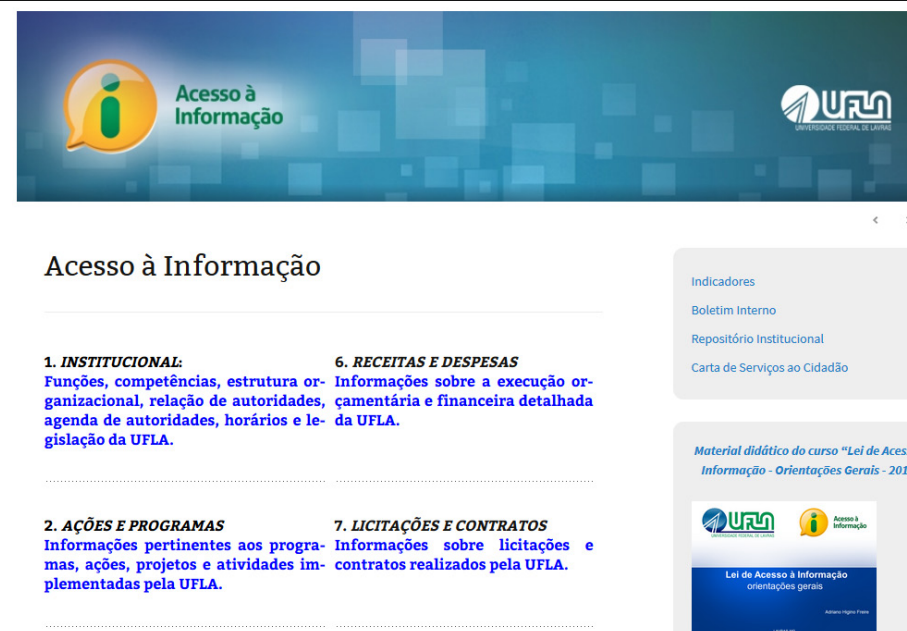 Acesso à
Informação
UFLA
UNIVERSIDADE FEDERAL DE LAVRAS
Acesso à Informação
1. INSTITUCIONAL:
Funções, competências, estrutura or-
ganizacional, relação de autoridades,
agenda de autoridades, horários e le-
gislação da UFLA.
6. RECEITAS E DESPESAS
Informações sobre a execução or-
çamentária e financeira detalhada
da UFLA.
2. AÇÕES E PROGRAMAS
Informações pertinentes aos progra-
mas, ações, projetos e atividades im-
plementadas pela UFLA.
7. LICITAÇÕES E CONTRATOS
Informações sobre licitações e
contratos realizados pela UFLA.
Indicadores
Boletim Interno
Repositório Institucional
Carta de Serviços ao Cidadão
Material didático do curso “Lei de Aces
Informação - Orientações Gerais - 201
UFLA
UNIVERSIDADE FEDERAL DE LAVRAS
Acesso à
Informação
Lei de Acesso à Informação
orientações gerais
Adriano Higino Freire